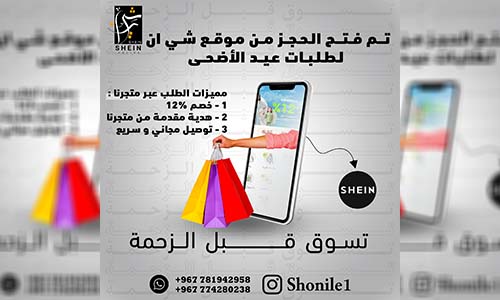 SHEIN
تم فتح الحجز من موقع شي ان
لطلبات عيد الأضحى
مميزات الطلب عبر متجرنا :
1 - خصم 12%
2 - هدية مقدمة من متجرنا
3 - توصيل مجاني و سريع
SHEIN
تسوق قبل الزحمة
+967 781942958
+967 774280238
Shonile1